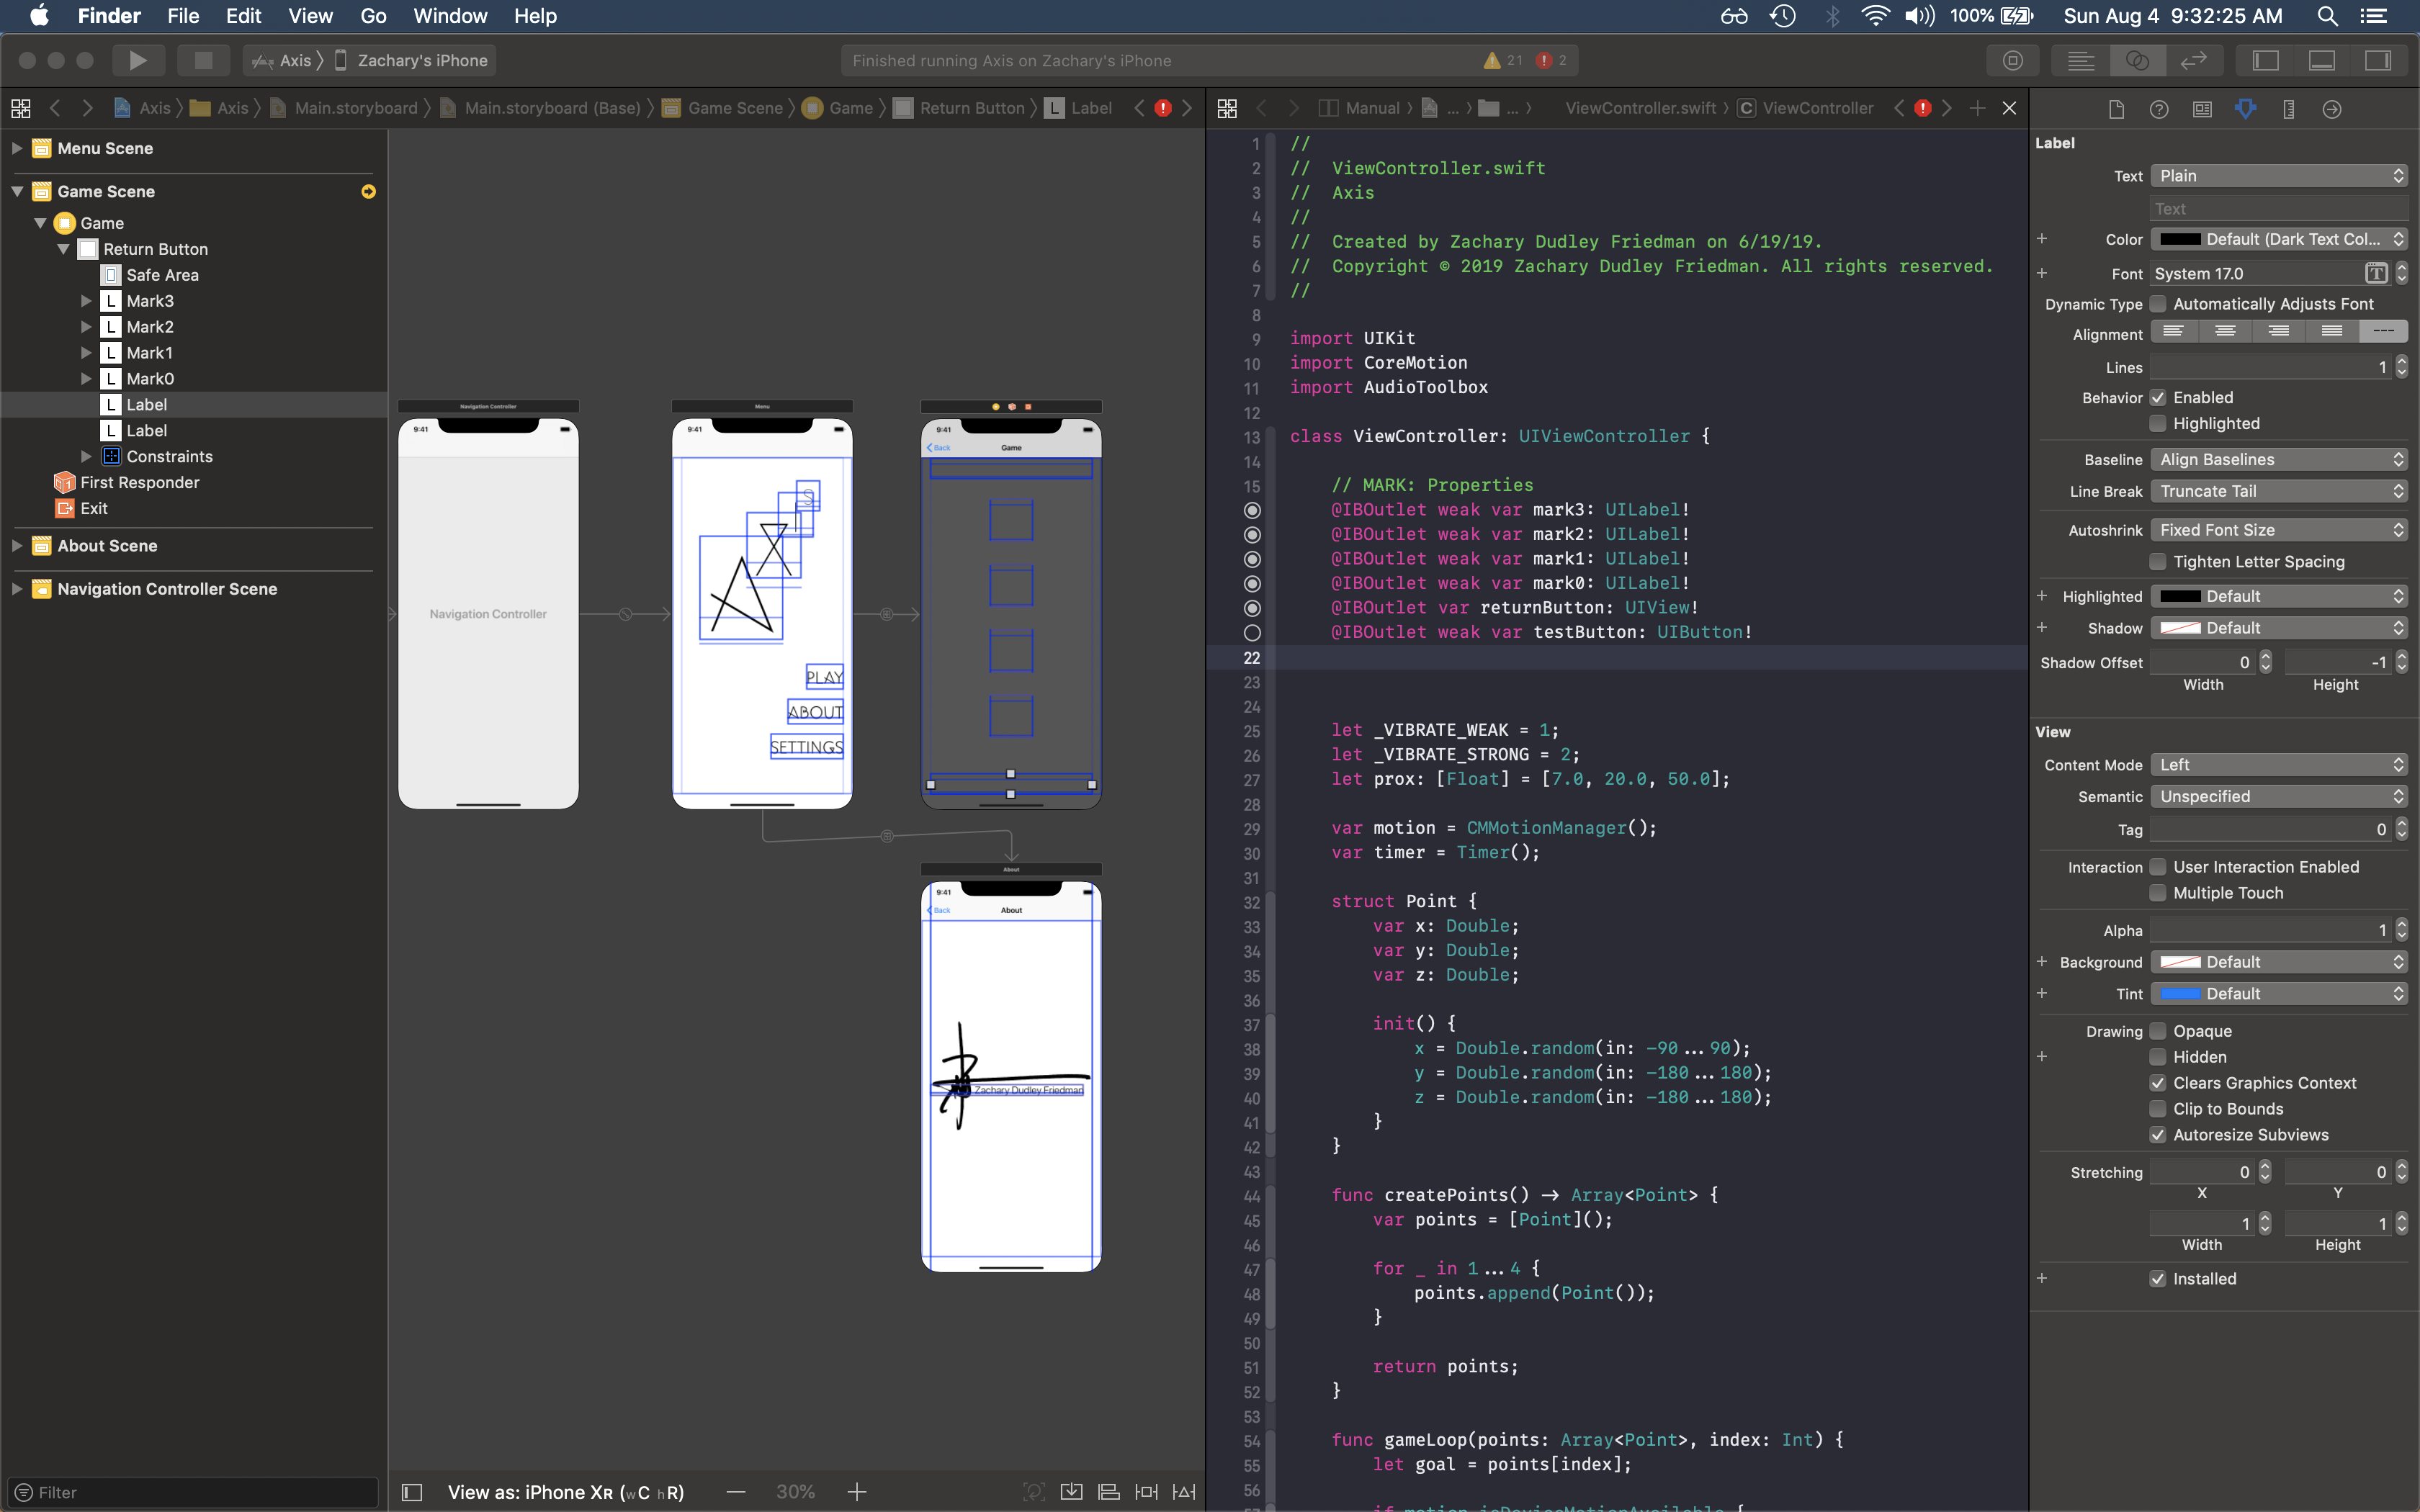 Finder File Edit View Go Window Help 100% Sun Aug 4 9:32:25 AM
Axis Zachary's iPhone Finished running Axis on Zachary's iPhone 21 2
Axis Axis Main.storyboard Main.storyboard (Base) Game Scene Game Return Button L Label
Manual ... ... ViewController.swift C ViewController
Menu Scene
Game Scene
Game
Return Button
Safe Area
L Mark3
L Mark2
L Mark1
L Mark0
L Label
L Label
Constraints
First Responder
Exit
About Scene
Navigation Controller Scene
Filter
Navigation Controller
9:41
Navigation Controller
Menu
9:41
S
I
X
A
PLAY
ABOUT
SETTINGS
9:41
Back Game
About
9:41
Back About
Zachary Dudley Friedman
View as: iPhone XR (wC hR) — 30% +
1 //
2 //  ViewController.swift
3 //  Axis
4 //
5 //  Created by Zachary Dudley Friedman on 6/19/19.
6 //  Copyright © 2019 Zachary Dudley Friedman. All rights reserved.
7 //
8
9 import UIKit
10 import CoreMotion
11 import AudioToolbox
12
13 class ViewController: UIViewController {
14
15 // MARK: Properties
@IBOutlet weak var mark3: UILabel!
@IBOutlet weak var mark2: UILabel!
@IBOutlet weak var mark1: UILabel!
@IBOutlet weak var mark0: UILabel!
@IBOutlet var returnButton: UIView!
@IBOutlet weak var testButton: UIButton!
22
23
24
25 let _VIBRATE_WEAK = 1;
26 let _VIBRATE_STRONG = 2;
27 let prox: [Float] = [7.0, 20.0, 50.0];
28
29 var motion = CMMotionManager();
30 var timer = Timer();
31
32 struct Point {
33 var x: Double;
34 var y: Double;
35 var z: Double;
36
37 init() {
38 x = Double.random(in: -90...90);
39 y = Double.random(in: -180...180);
40 z = Double.random(in: -180...180);
41 }
42 }
43
44 func createPoints() -> Array<Point> {
45 var points = [Point]();
46
47 for _ in 1...4 {
48 points.append(Point());
49 }
50
51 return points;
52 }
53
54 func gameLoop(points: Array<Point>, index: Int) {
55 let goal = points[index];
56
57 if motion.isDeviceMotionAvailable {
Label
Text Plain
Text
Color Default (Dark Text Col...
Font System 17.0
Dynamic Type Automatically Adjusts Font
Alignment
Lines 1
Behavior Enabled
Highlighted
Baseline Align Baselines
Line Break Truncate Tail
Autoshrink Fixed Font Size
Tighten Letter Spacing
Highlighted Default
Shadow Default
Shadow Offset 0 -1
Width Height
View
Content Mode Left
Semantic Unspecified
Tag 0
Interaction User Interaction Enabled
Multiple Touch
Alpha 1
Background Default
Tint Default
Drawing Opaque
Hidden
Clears Graphics Context
Clip to Bounds
Autoresize Subviews
Stretching 0 0
X Y
1 1
Width Height
Installed